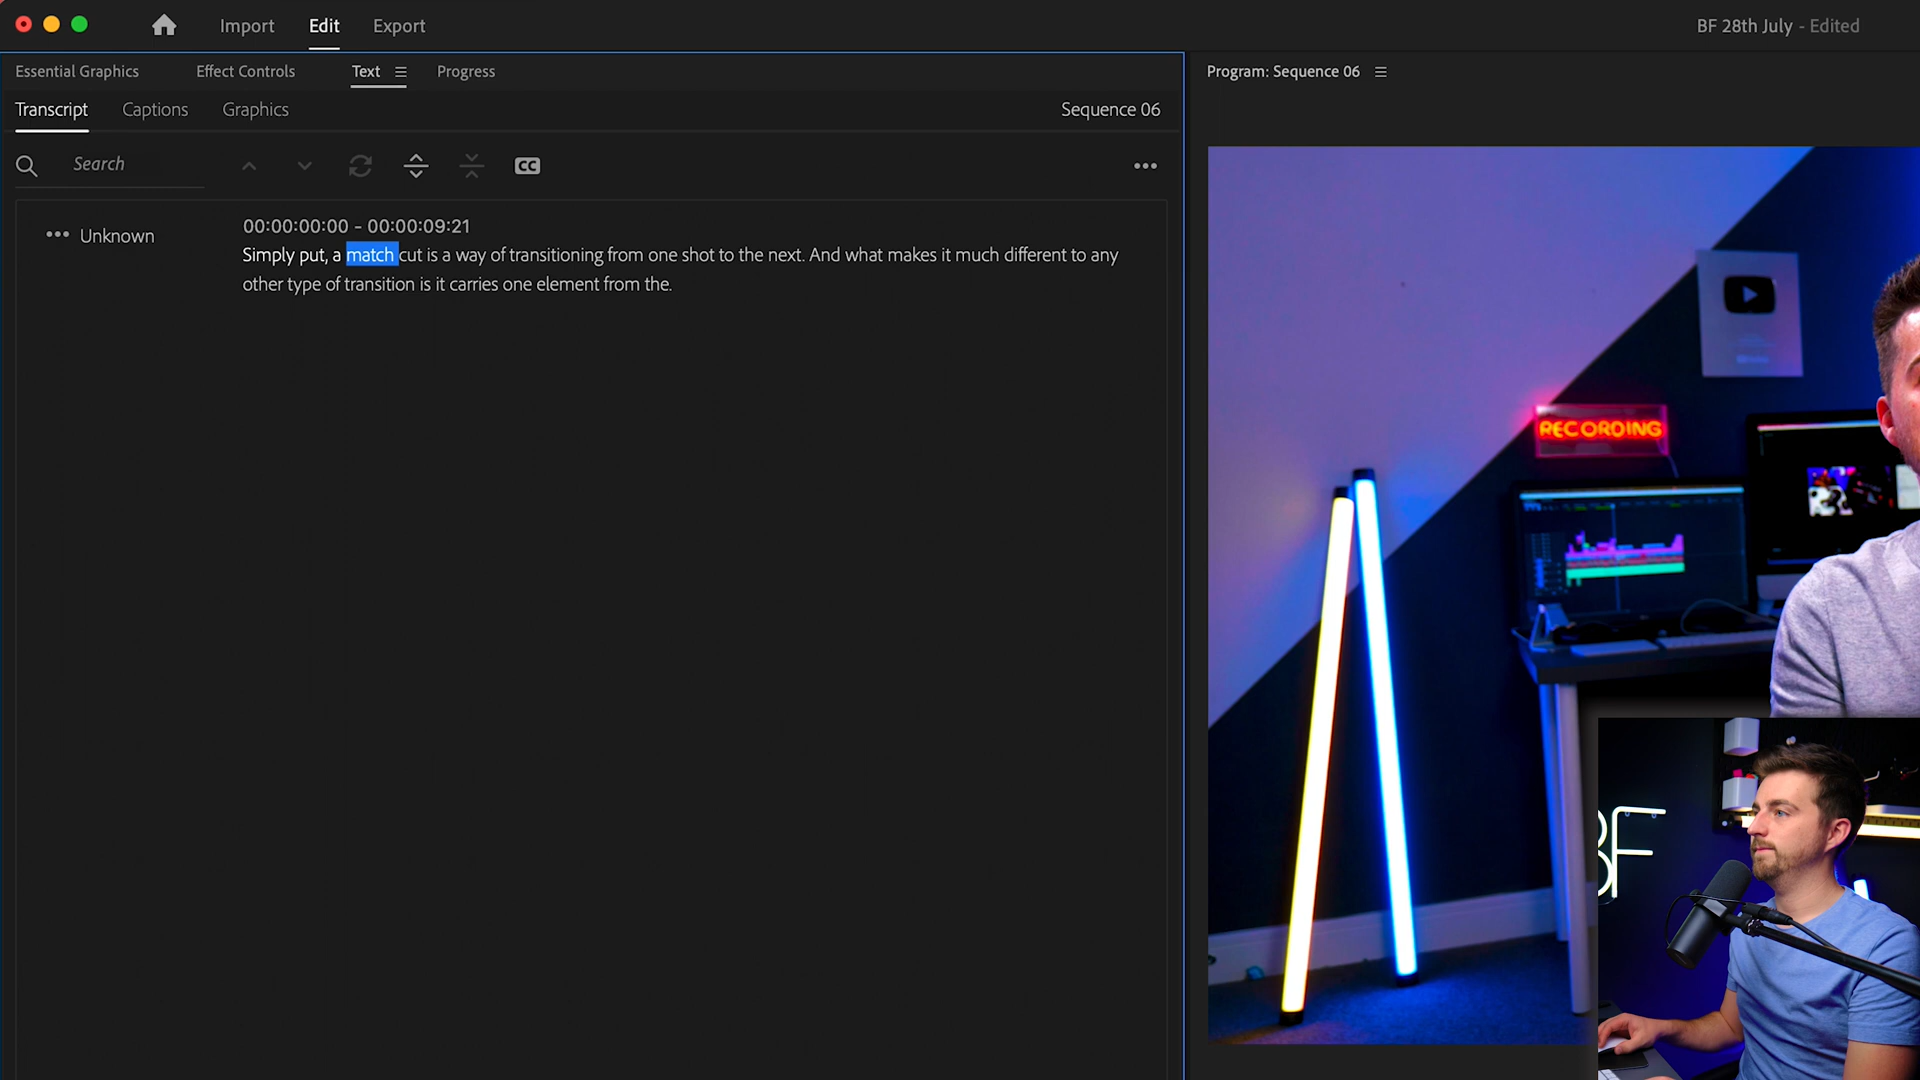 Import Edit Export
BF 28th July - Edited
Essential Graphics Effect Controls Text Progress
Program: Sequence 06
Transcript Captions Graphics Sequence 06
Search
CC
Unknown
00:00:00:00 - 00:00:09:21
Simply put, a match cut is a way of transitioning from one shot to the next. And what makes it much different to any
other type of transition is it carries one element from the.
RECORDING
BF